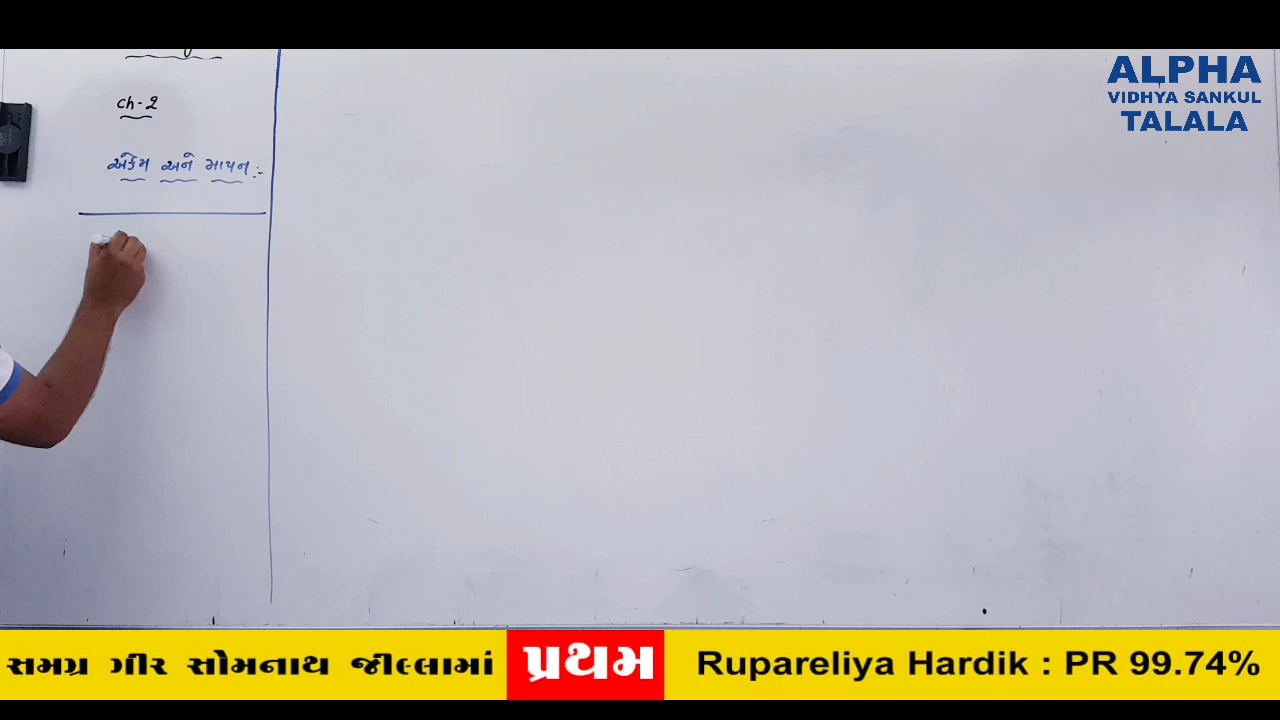 ALPHA
VIDHYA SANKUL
TALALA
ch-2
એકમ અને માપન :-
સમગ્ર ગીર સોમનાથ જીલ્લામાં પ્રથમ Rupareliya Hardik : PR 99.74%